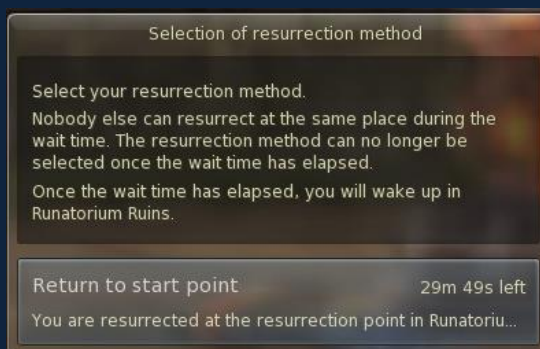 Selection of resurrection method
Select your resurrection method.
Nobody else can resurrect at the same place during the
wait time. The resurrection method can no longer be
selected once the wait time has elapsed.
Once the wait time has elapsed, you will wake up in
Runatorium Ruins.
Return to start point
29m 49s left
You are resurrected at the resurrection point in Runatoriu...